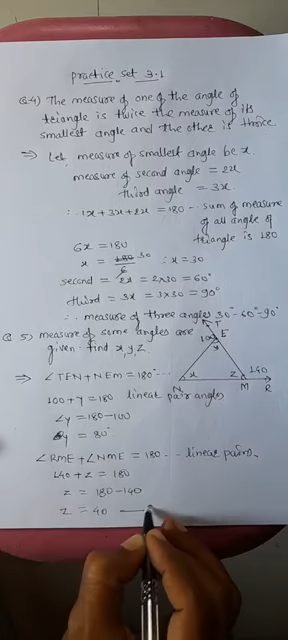 practice set 3.1
Q.4) The measure of one of the angle of
triangle is twice the measure of its
smallest angle and the other is thrice
⇒ Let measure of smallest angle be x.
measure of second angle = 2x
third angle = 3x.
∴ 1x + 3x + 2x = 180 -- sum of measure
of all angle of
triangle is 180
6x = 180
x = 180/6 30 ∴ x = 30
second = 2x = 2×30 = 60°
third = 3x = 3×30 = 90°
∴ measure of three angles 30°-60°-90°
Q.5) measure of some angles are
given. find x, y, z.
T
100
E
y
⇒ ∠TEN + NEM = 180° --
x
z
140
N
M
R
100 + y = 180 linear pair angles
∠y = 180 - 100
y = 80°
∠RME + ∠NME = 180 -- linear pairs.
140 + z = 180
z = 180 - 140
z = 40